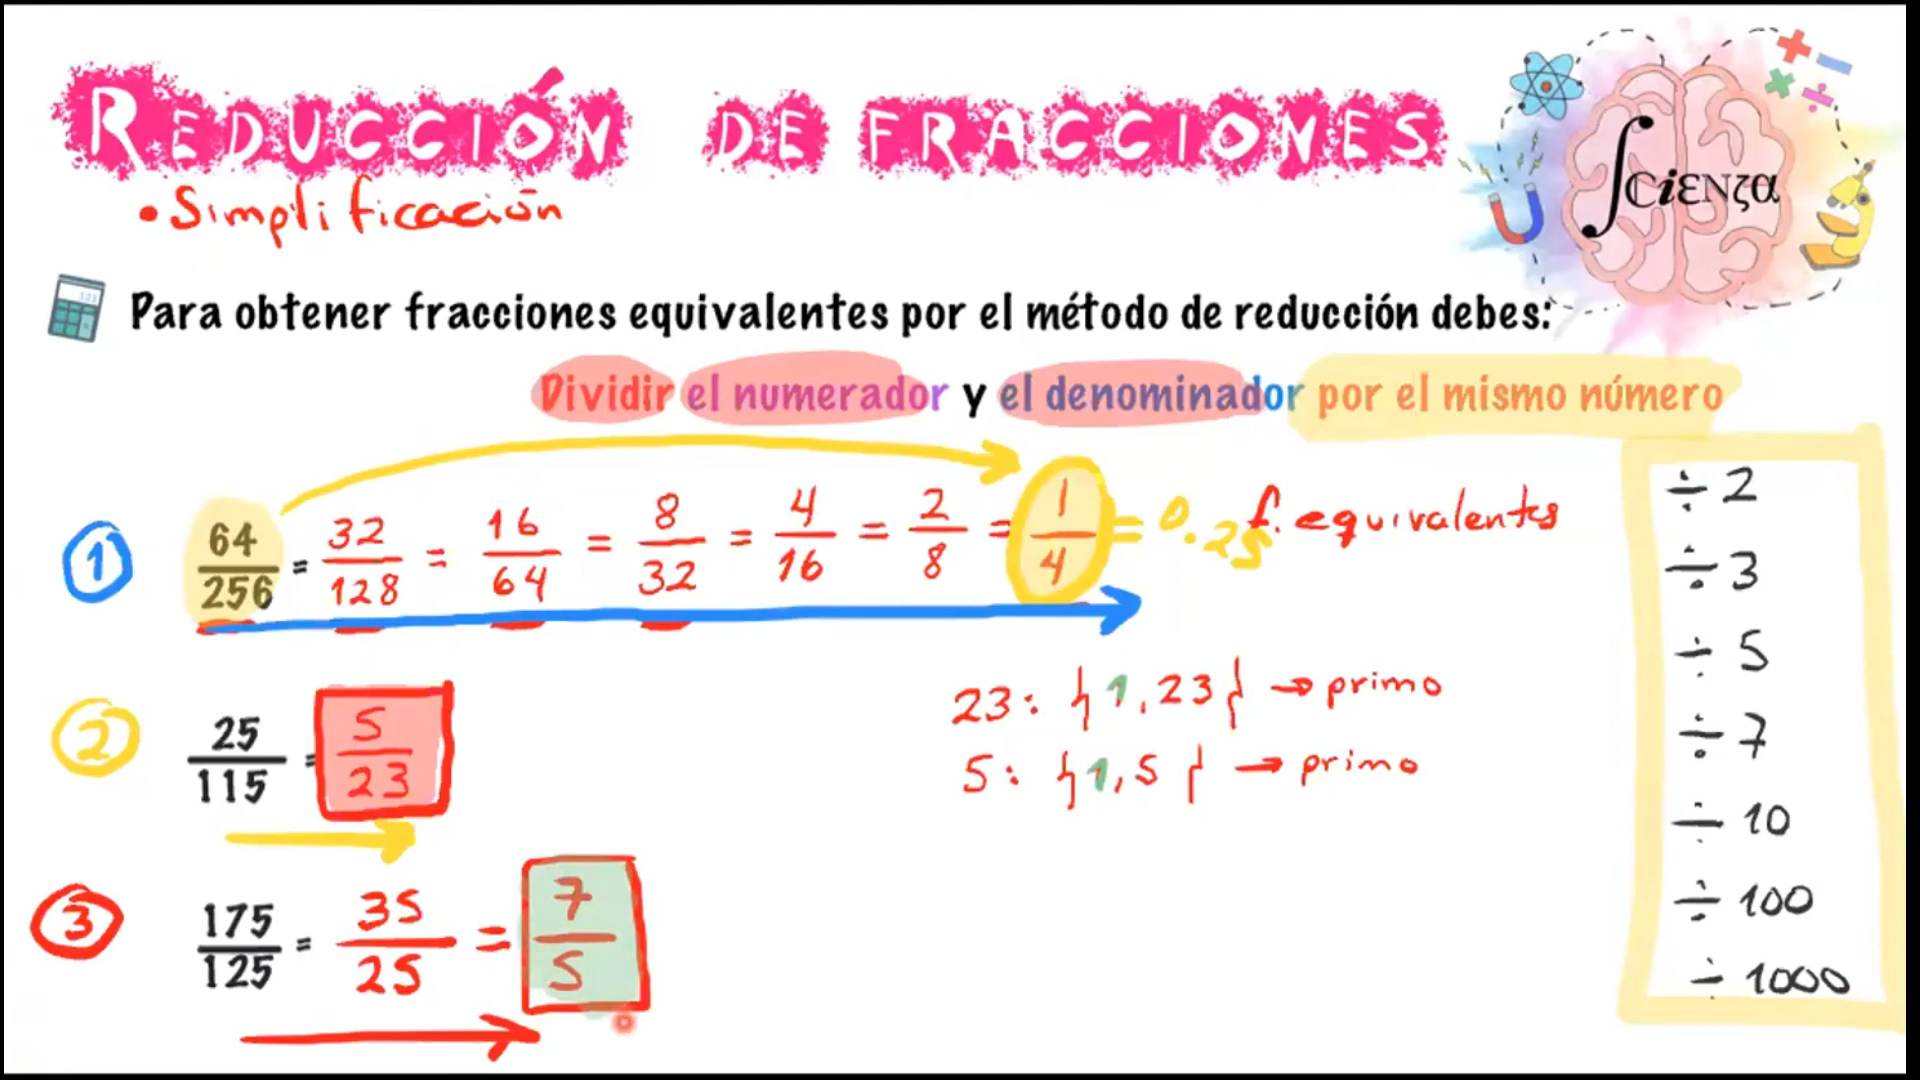 REDUCCIÓN DE FRACCIONES
• Simplificación
∫CiENζα
Para obtener fracciones equivalentes por el método de reducción debes:
Dividir el numerador y el denominador por el mismo número
1 64/256 = 32/128 = 16/64 = 8/32 = 4/16 = 2/8 = 1/4 = 0.25 f. equivalentes
2 25/115 = 5/23
23: {1, 23} → primo
5: {1, 5} → primo
3 175/125 = 35/25 = 7/5
÷ 2
÷ 3
÷ 5
÷ 7
÷ 10
÷ 100
÷ 1000